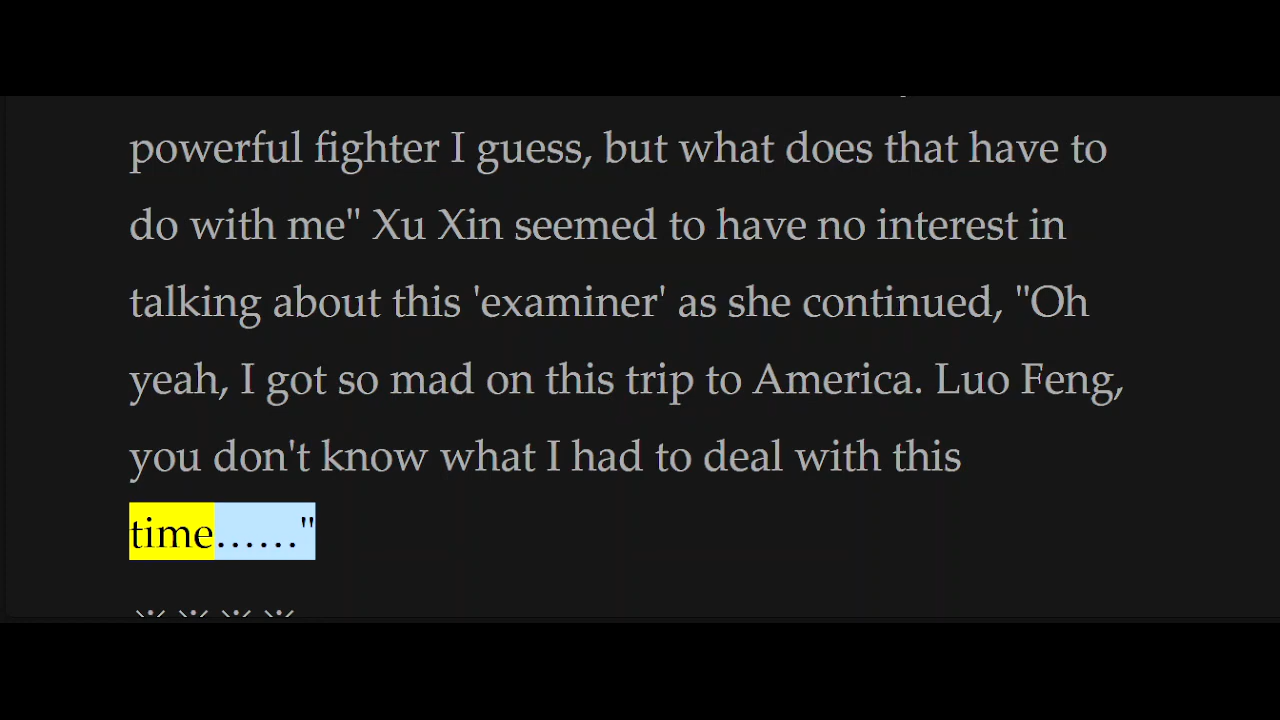 powerful fighter I guess, but what does that have to
do with me" Xu Xin seemed to have no interest in
talking about this 'examiner' as she continued, "Oh
yeah, I got so mad on this trip to America. Luo Feng,
you don't know what I had to deal with this
time……"